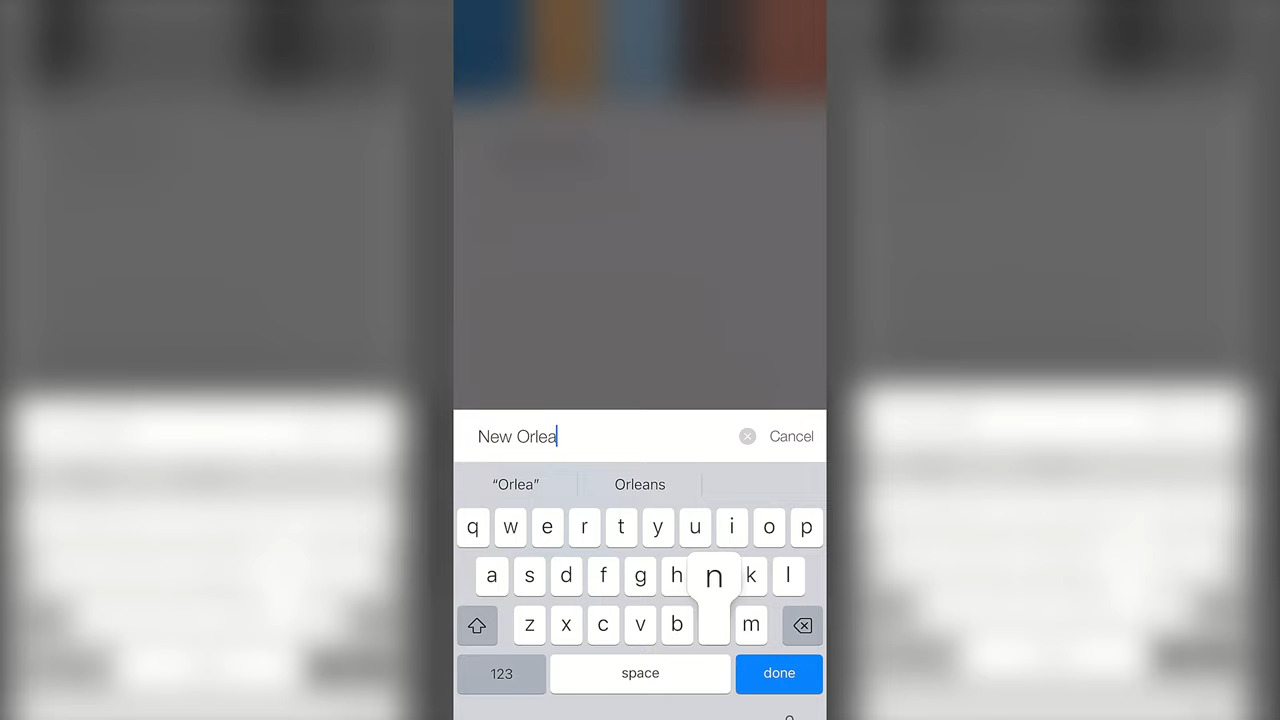 New Orlea Cancel
“Orlea” Orleans
q w e r t y u i o p
a s d f g h n k l
z x c v b m
123 space done